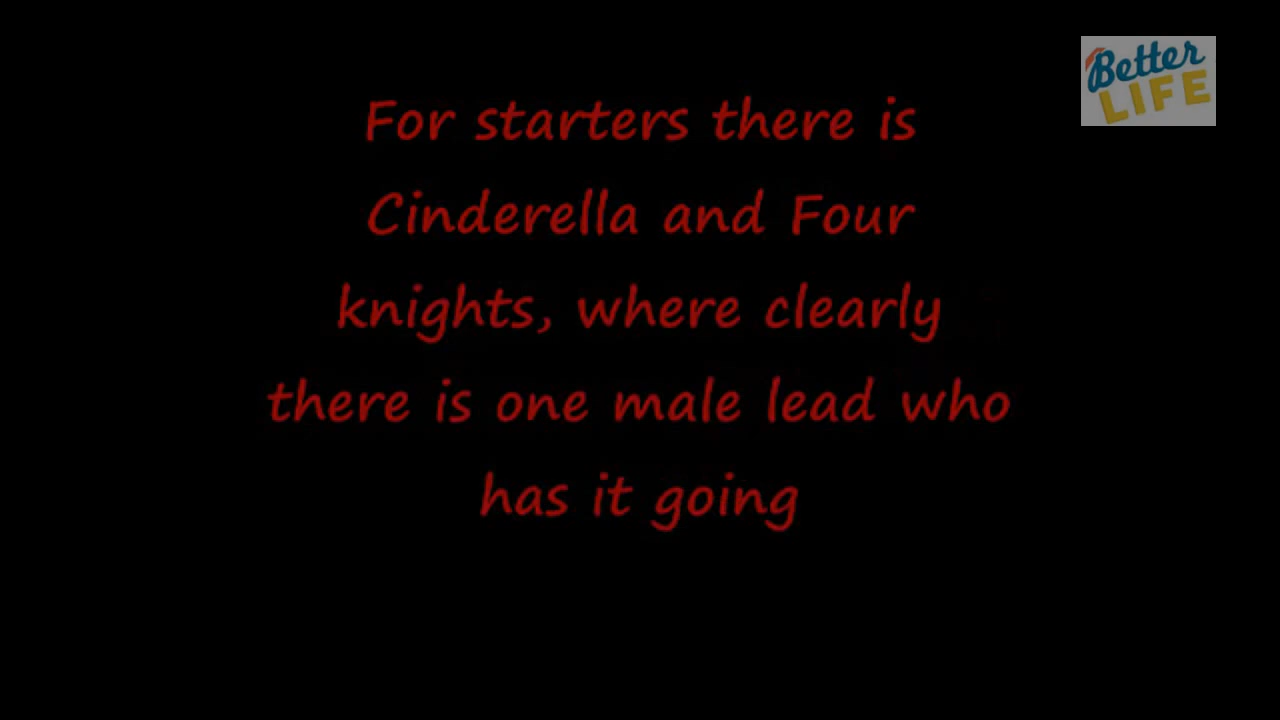 Better
LIFE
For starters there is
Cinderella and Four
knights, where clearly
there is one male lead who
has it going